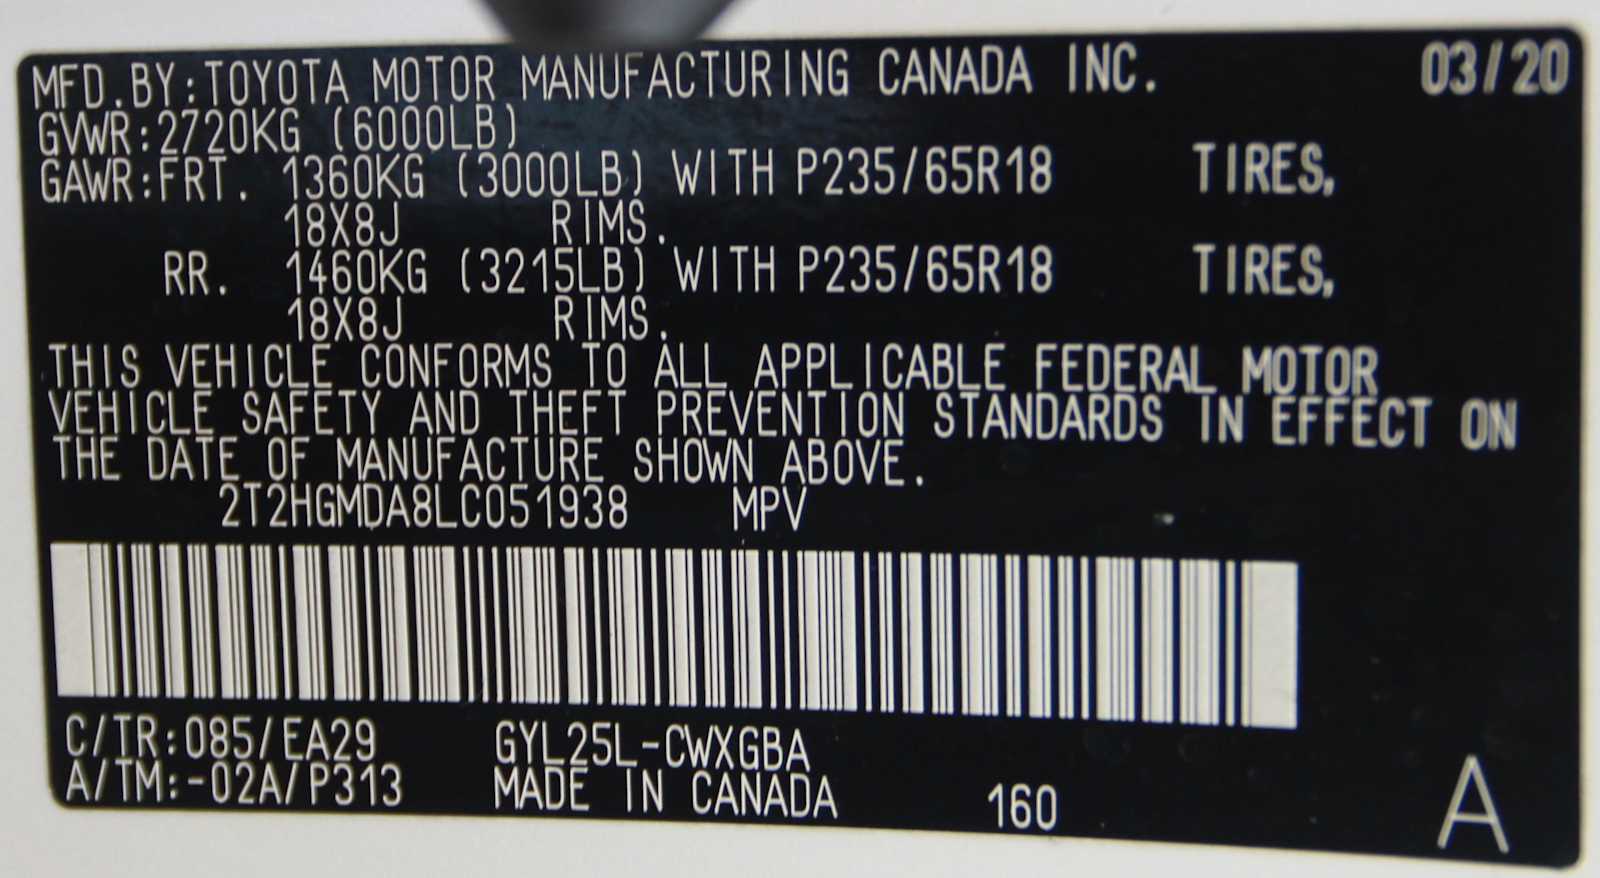 MFD.BY:TOYOTA MOTOR MANUFACTURING CANADA INC. 03/20
GVWR:2720KG (6000LB)
GAWR:FRT. 1360KG (3000LB) WITH P235/65R18 TIRES,
18X8J RIMS.
RR. 1460KG (3215LB) WITH P235/65R18 TIRES,
18X8J RIMS.
THIS VEHICLE CONFORMS TO ALL APPLICABLE FEDERAL MOTOR
VEHICLE SAFETY AND THEFT PREVENTION STANDARDS IN EFFECT ON
THE DATE OF MANUFACTURE SHOWN ABOVE.
2T2HGMDA8LC051938 MPV
C/TR:085/EA29 GYL25L-CWXGBA
A/TM:-02A/P313 MADE IN CANADA 160 A